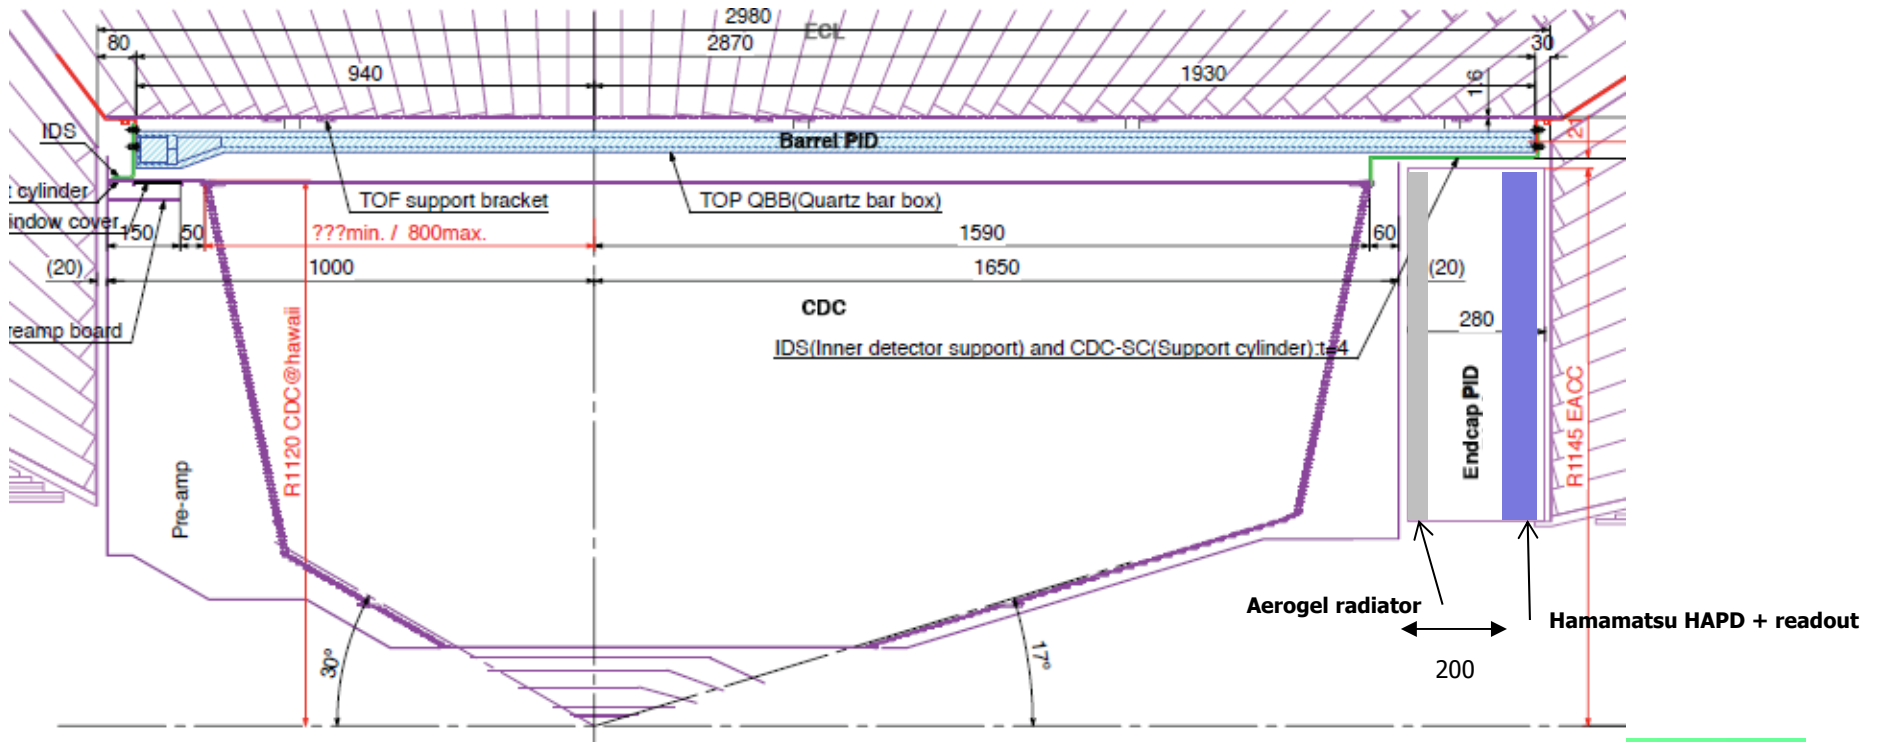 2980
ECL
80
2870
30
940
1930
16
IDS
Barrel PID
21
t cylinder
TOF support bracket
TOP QBB(Quartz bar box)
indow cover
150
50
???min. / 800max.
1590
60
(20)
1000
1650
(20)
CDC
280
reamp board
IDS(Inner detector support) and CDC-SC(Support cylinder):t=4
R1120 CDC@hawaii
Endcap PID
R1145 EACC
Pre-amp
Aerogel radiator
Hamamatsu HAPD + readout
30°
17°
200